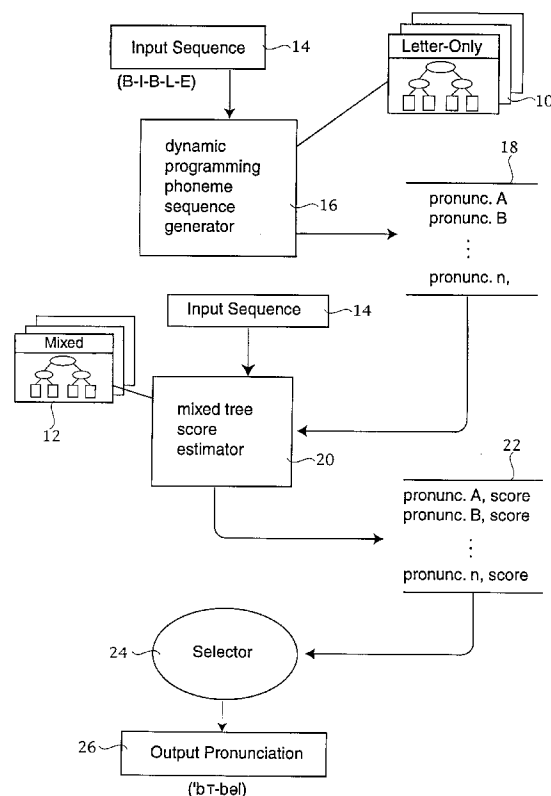 Input Sequence
14
(B-I-B-L-E)
Letter-Only
10
dynamic
programming
phoneme
sequence
generator
16
18
pronunc. A
pronunc. B
pronunc. n,
Input Sequence
14
Mixed
12
mixed tree
score
estimator
20
22
pronunc. A, score
pronunc. B, score
pronunc. n, score
24
Selector
26
Output Pronunciation
('bɪ-bəl)